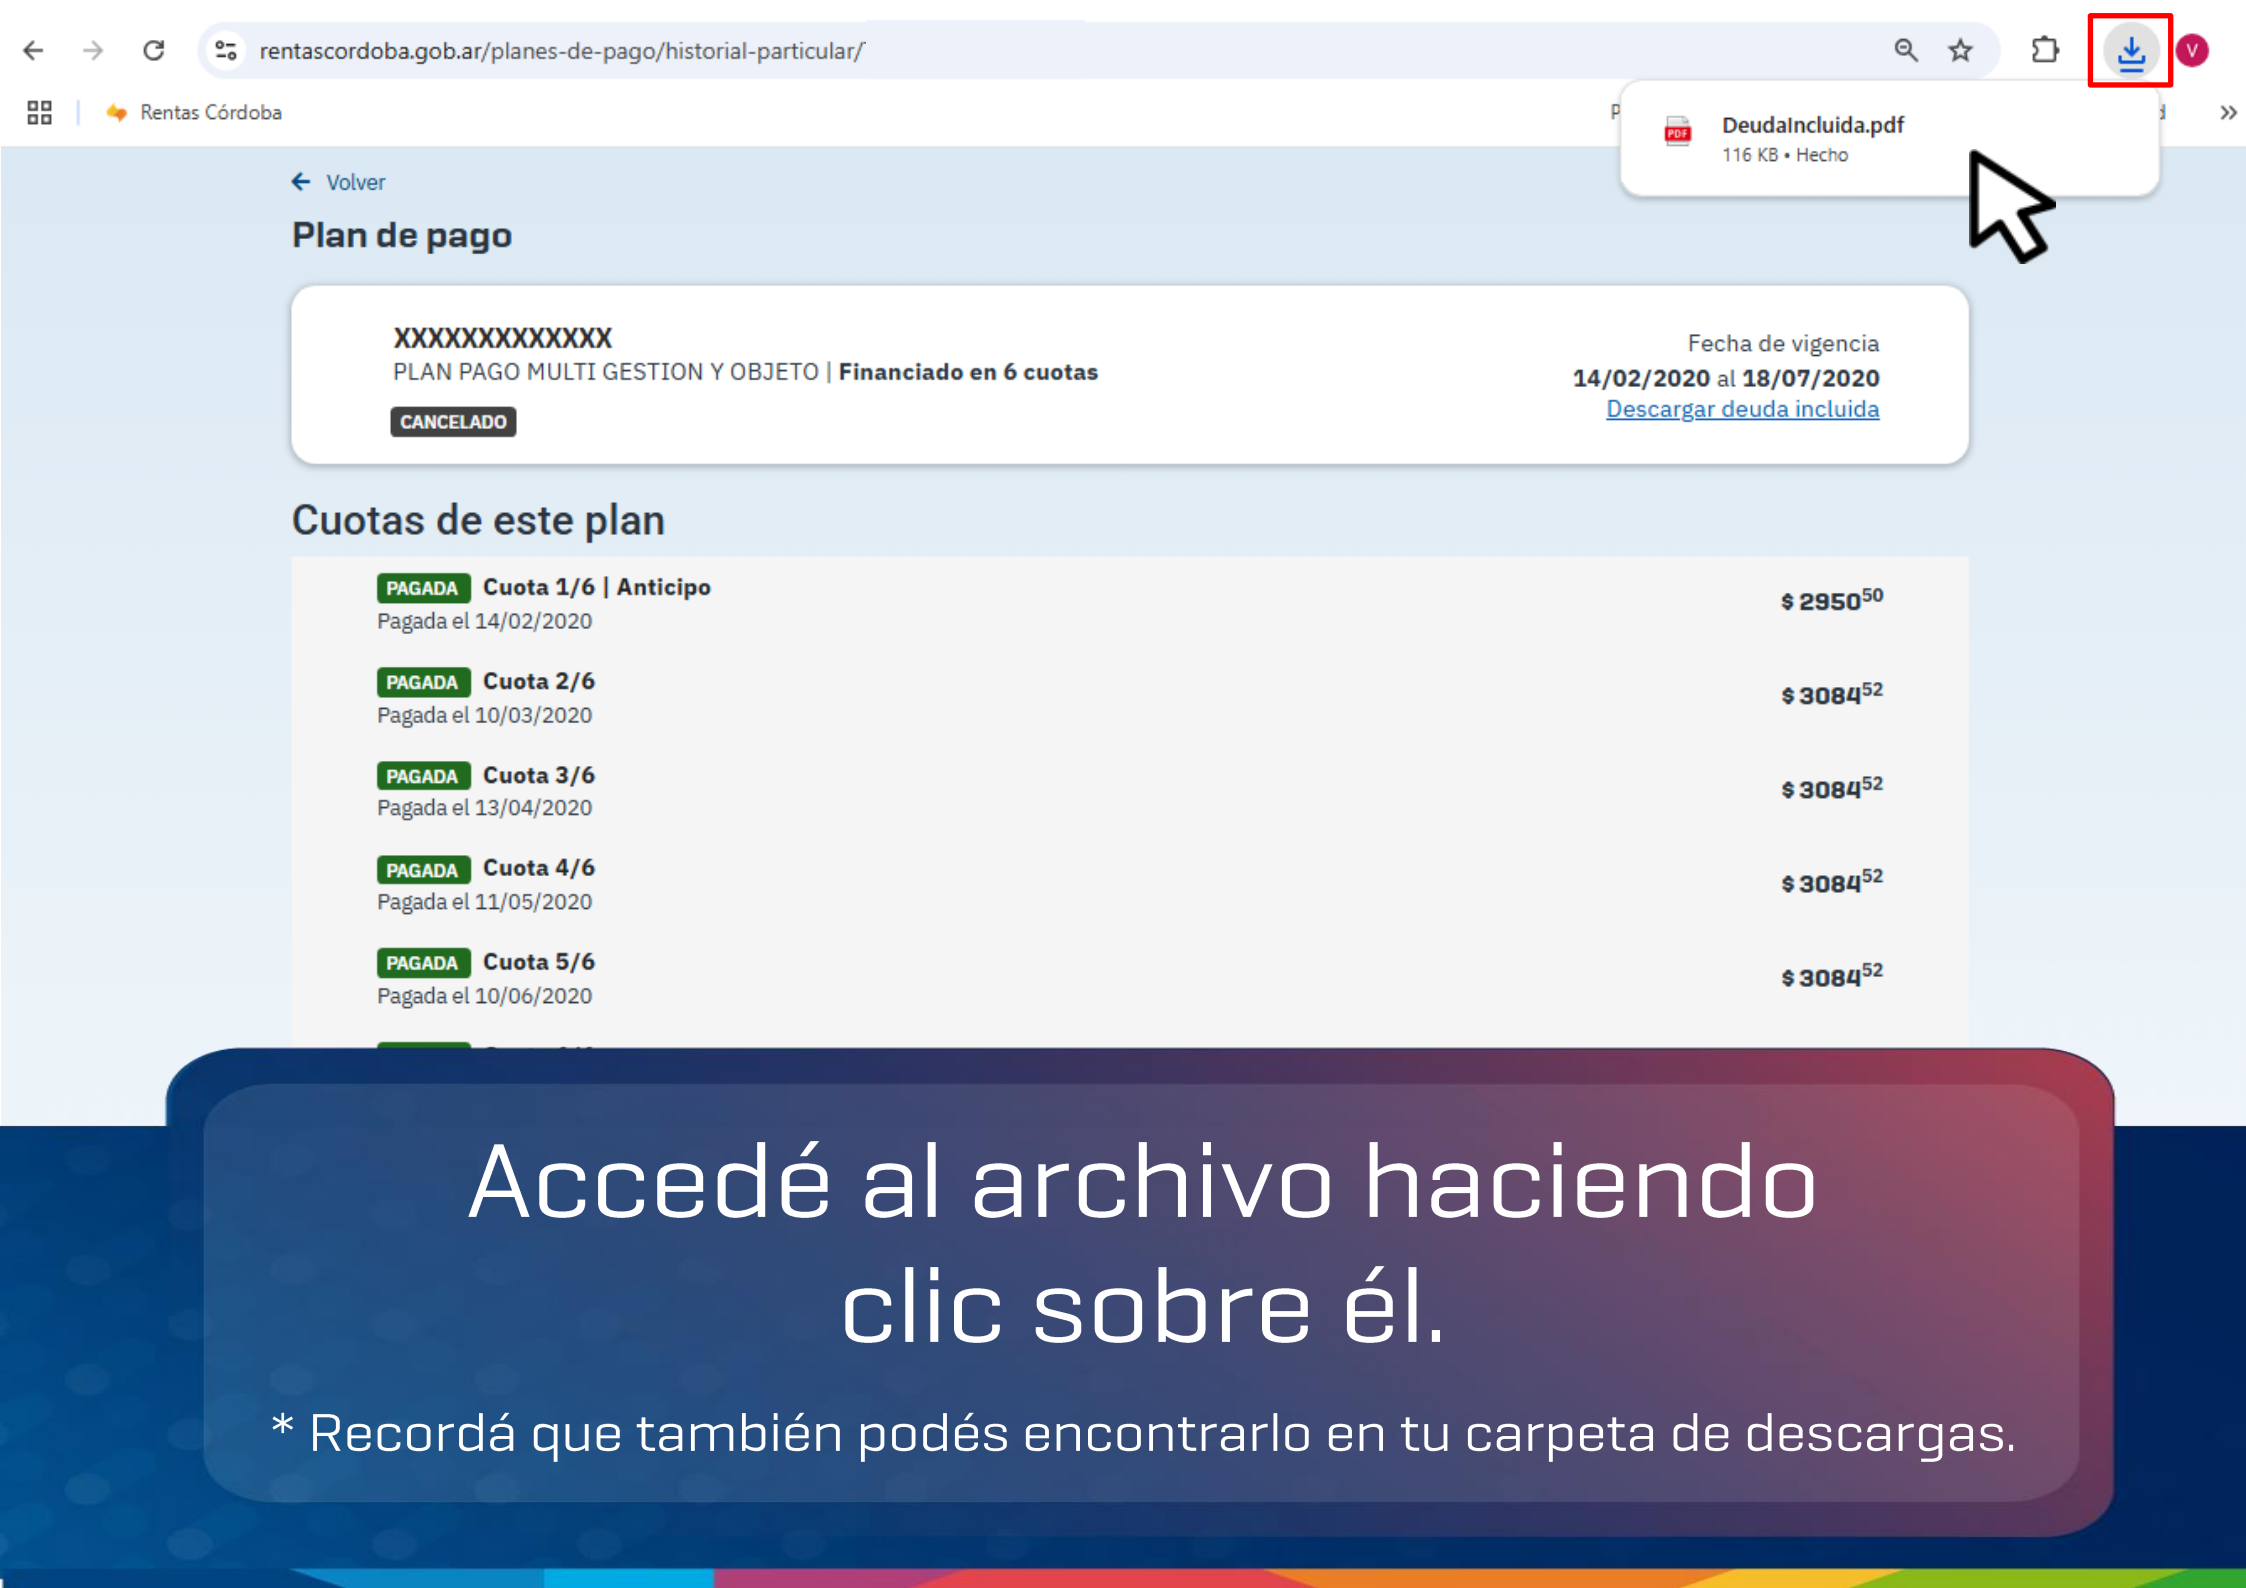 rentascordoba.gob.ar/planes-de-pago/historial-particular/
V
Rentas Córdoba
PDF
DeudaIncluida.pdf
116 KB • Hecho
Volver
Plan de pago
XXXXXXXXXXXXX
PLAN PAGO MULTI GESTION Y OBJETO | Financiado en 6 cuotas
CANCELADO
Fecha de vigencia
14/02/2020 al 18/07/2020
Descargar deuda incluida
Cuotas de este plan
PAGADA Cuota 1/6 | Anticipo
Pagada el 14/02/2020
$ 2950 50
PAGADA Cuota 2/6
Pagada el 10/03/2020
$ 3084 52
PAGADA Cuota 3/6
Pagada el 13/04/2020
$ 3084 52
PAGADA Cuota 4/6
Pagada el 11/05/2020
$ 3084 52
PAGADA Cuota 5/6
Pagada el 10/06/2020
$ 3084 52
Accedé al archivo haciendo
clic sobre él.
* Recordá que también podés encontrarlo en tu carpeta de descargas.